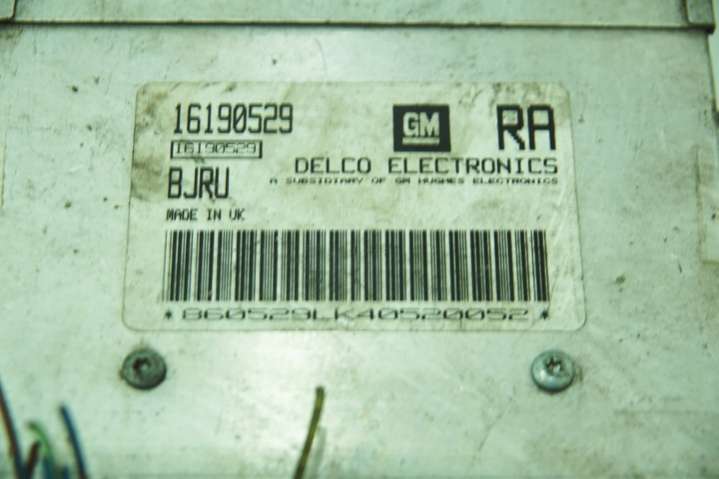 16190529 GM RA
16190529
DELCO ELECTRONICS
A SUBSIDIARY OF GM HUGHES ELECTRONICS
BJRU
MADE IN UK
*860529LK40520052*